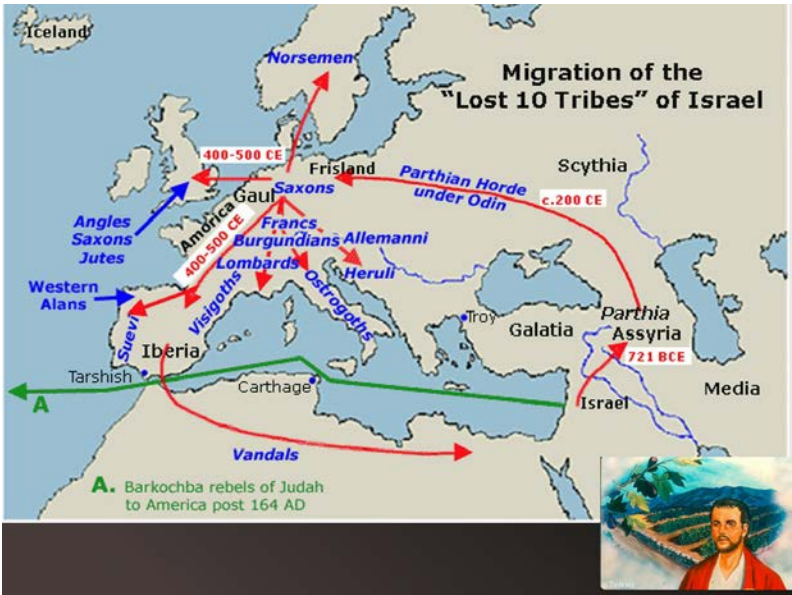 Iceland
Norsemen
Migration of the
"Lost 10 Tribes" of Israel
400-500 CE
Frisland
Scythia
Parthian Horde
under Odin
Saxons
Gaul
c.200 CE
Amorica
Angles
Saxons
Jutes
400-500 CE
Francs
Burgundians
Allemanni
Lombards
Heruli
Western
Alans
Visigoths
Ostrogoths
Suevi
Troy
Galatia
Parthia
Assyria
Iberia
721 BCE
Tarshish
Carthage
Israel
Media
A
Vandals
A. Barkochba rebels of Judah
to America post 164 AD